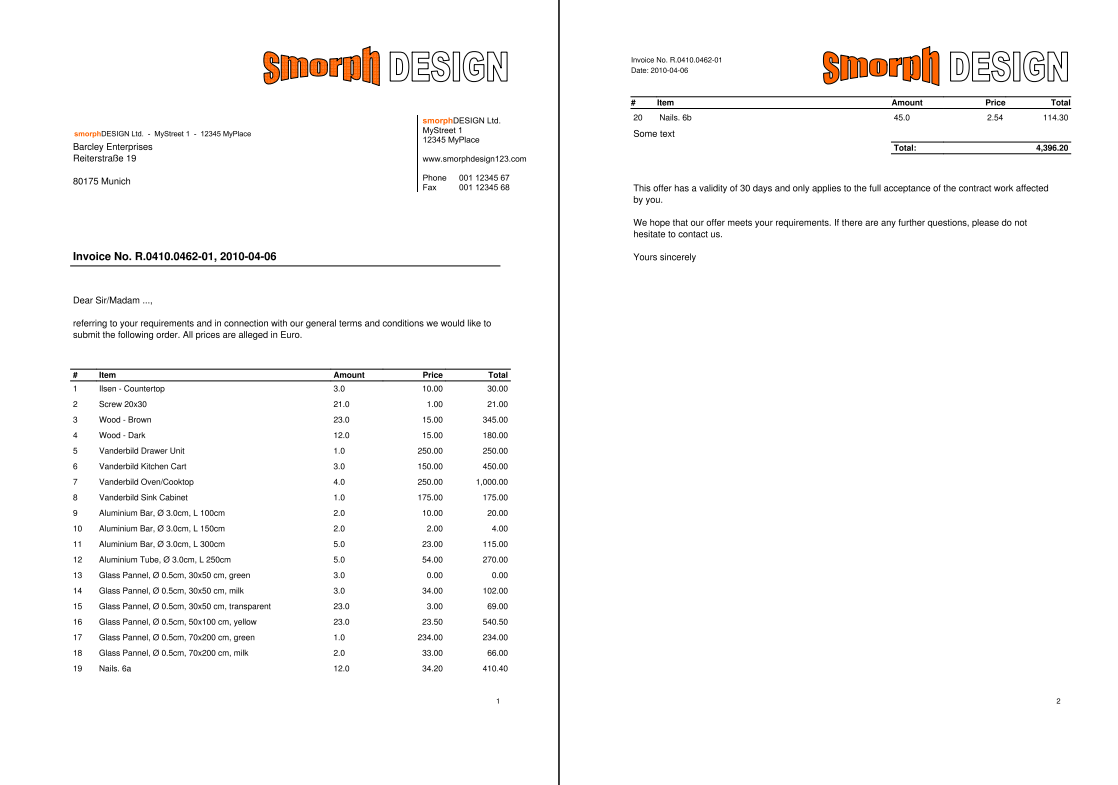 smorph DESIGN
smorphDESIGN Ltd. - MyStreet 1 - 12345 MyPlace
Barcley Enterprises
Reiterstraße 19
80175 Munich
smorphDESIGN Ltd.
MyStreet 1
12345 MyPlace
www.smorphdesign123.com
Phone 001 12345 67
Fax 001 12345 68
Invoice No. R.0410.0462-01, 2010-04-06
Dear Sir/Madam ...,
referring to your requirements and in connection with our general terms and conditions we would like to
submit the following order. All prices are alleged in Euro.
# Item Amount Price Total
1 Ilsen - Countertop 3.0 10.00 30.00
2 Screw 20x30 21.0 1.00 21.00
3 Wood - Brown 23.0 15.00 345.00
4 Wood - Dark 12.0 15.00 180.00
5 Vanderbild Drawer Unit 1.0 250.00 250.00
6 Vanderbild Kitchen Cart 3.0 150.00 450.00
7 Vanderbild Oven/Cooktop 4.0 250.00 1,000.00
8 Vanderbild Sink Cabinet 1.0 175.00 175.00
9 Aluminium Bar, Ø 3.0cm, L 100cm 2.0 10.00 20.00
10 Aluminium Bar, Ø 3.0cm, L 150cm 2.0 2.00 4.00
11 Aluminium Bar, Ø 3.0cm, L 300cm 5.0 23.00 115.00
12 Aluminium Tube, Ø 3.0cm, L 250cm 5.0 54.00 270.00
13 Glass Pannel, Ø 0.5cm, 30x50 cm, green 3.0 0.00 0.00
14 Glass Pannel, Ø 0.5cm, 30x50 cm, milk 3.0 34.00 102.00
15 Glass Pannel, Ø 0.5cm, 30x50 cm, transparent 23.0 3.00 69.00
16 Glass Pannel, Ø 0.5cm, 50x100 cm, yellow 23.0 23.50 540.50
17 Glass Pannel, Ø 0.5cm, 70x200 cm, green 1.0 234.00 234.00
18 Glass Pannel, Ø 0.5cm, 70x200 cm, milk 2.0 33.00 66.00
19 Nails. 6a 12.0 34.20 410.40
1
Invoice No. R.0410.0462-01
Date: 2010-04-06
smorph DESIGN
# Item Amount Price Total
20 Nails. 6b 45.0 2.54 114.30
Some text
Total: 4,396.20
This offer has a validity of 30 days and only applies to the full acceptance of the contract work affected
by you.
We hope that our offer meets your requirements. If there are any further questions, please do not
hesitate to contact us.
Yours sincerely
2